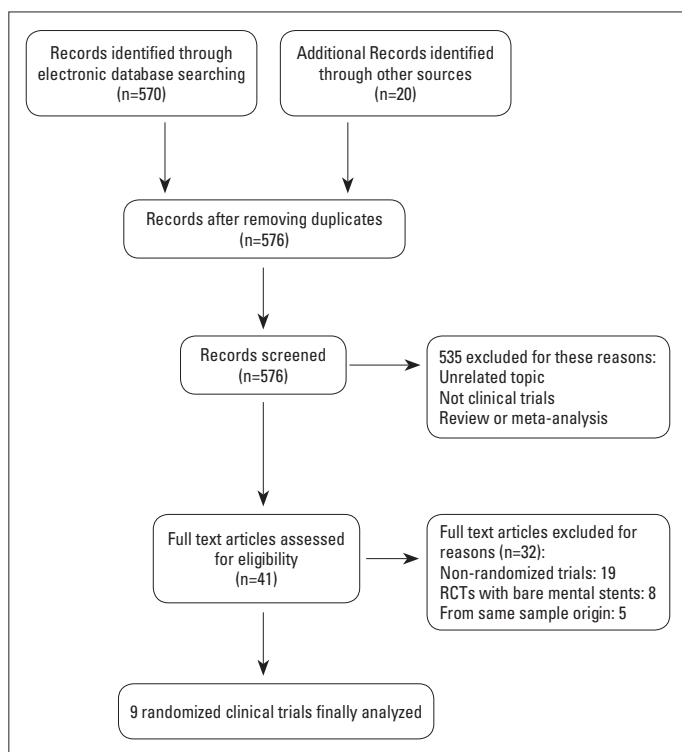 Records identified through
electronic database searching
(n=570)
Additional Records identified
through other sources
(n=20)
Records after removing duplicates
(n=576)
Records screened
(n=576)
535 excluded for these reasons:
Unrelated topic
Not clinical trials
Review or meta-analysis
Full text articles assessed
for eligibility
(n=41)
Full text articles excluded for
reasons (n=32):
Non-randomized trials: 19
RCTs with bare mental stents: 8
From same sample origin: 5
9 randomized clinical trials finally analyzed